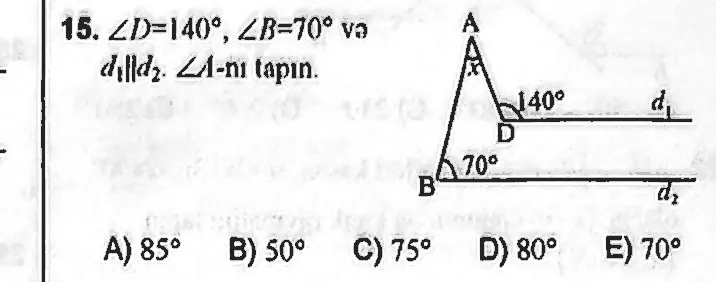 15. ∠D=140°, ∠B=70° və
d₁||d₂. ∠A-nı tapın.
A
x
140°
d₁
D
70°
B
d₂
A) 85° B) 50° C) 75° D) 80° E) 70°